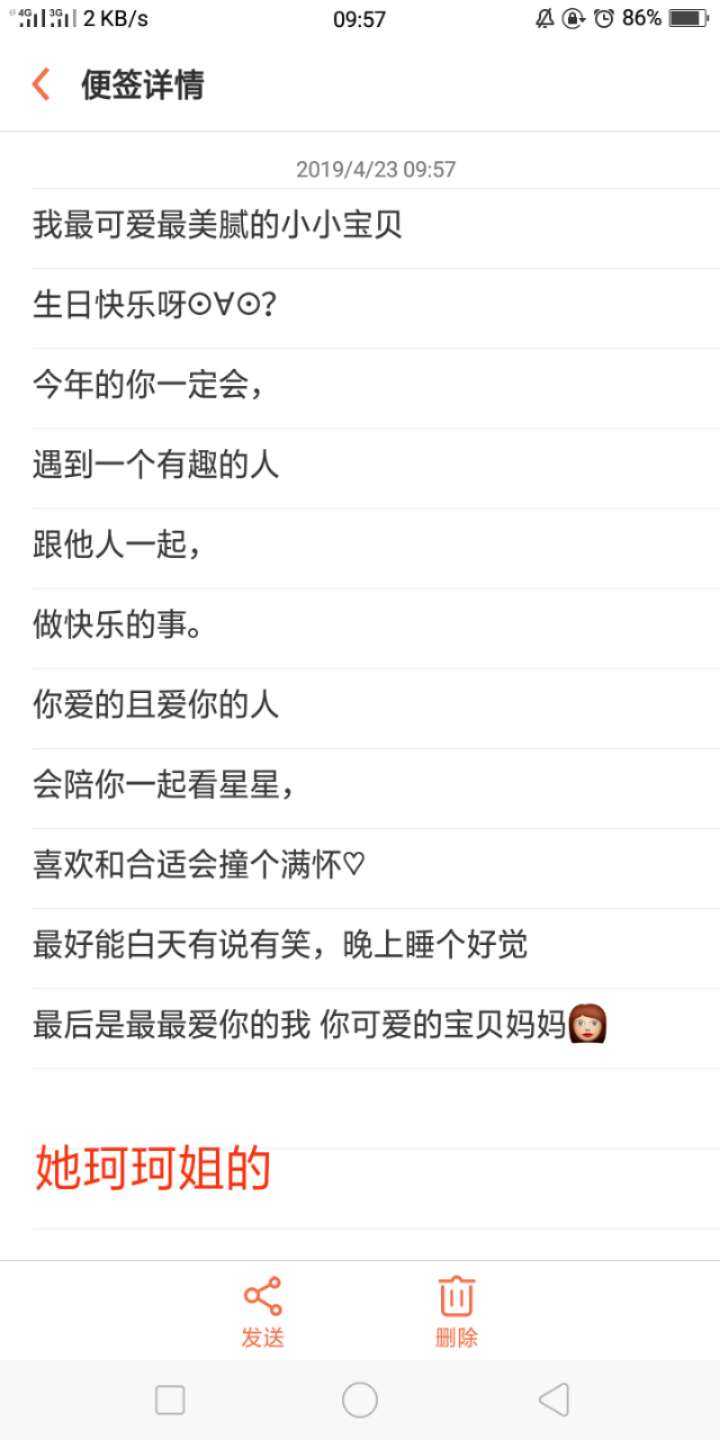 4G 3G 2 KB/s 09:57 86%
便签详情
2019/4/23 09:57
我最可爱最美腻的小小宝贝
生日快乐呀⊙∀⊙?
今年的你一定会，
遇到一个有趣的人
跟他人一起，
做快乐的事。
你爱的且爱你的人
会陪你一起看星星，
喜欢和合适会撞个满怀♡
最好能白天有说有笑，晚上睡个好觉
最后是最最爱你的我 你可爱的宝贝妈妈👩
她珂珂姐的
发送 删除